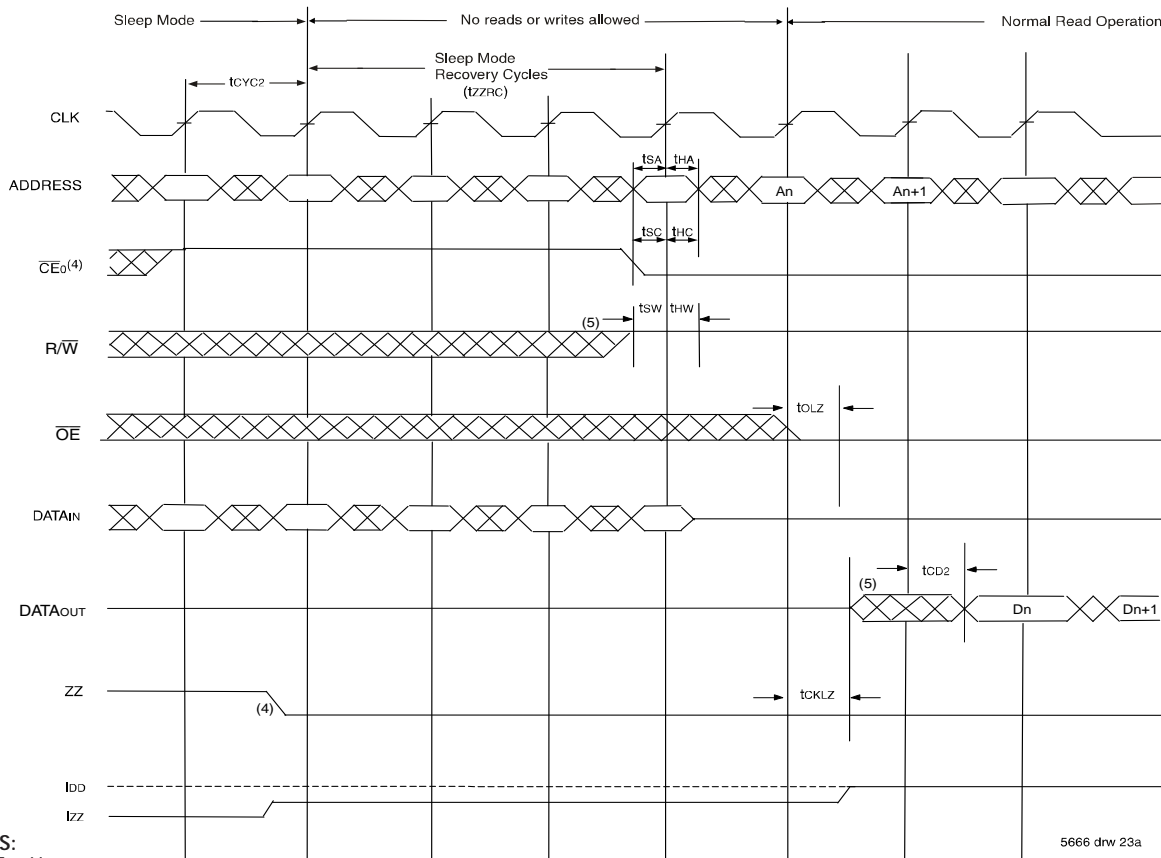 Sleep Mode
No reads or writes allowed
Normal Read Operation
Sleep Mode
Recovery Cycles
(tZZRC)
tCYC2
CLK
tSA tHA
ADDRESS
An
An+1
tSC tHC
CE0(4)
tSW tHW
(5)
R/W
tOLZ
OE
DATAIN
tCD2
(5)
DATAOUT
Dn
Dn+1
ZZ
(4)
tCKLZ
IDD
IZZ
S:
5666 drw 23a